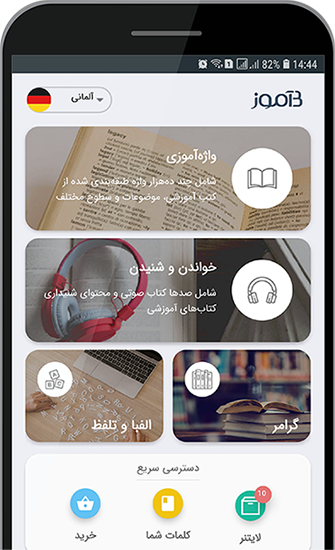 82% 14:44
آلمانی
b‌آموز
legacy
واژه‌آموزی
شامل چند ده‌هزار واژه طبقه‌بندی شده از
کتب آموزشی، موضوعات و سطوح مختلف
خواندن و شنیدن
شامل صدها کتاب صوتی و محتوای شنیداری
کتاب‌های آموزشی
A
B
C
الفبا و تلفظ
گرامر
دسترسی سریع
10
لایتنر
کلمات شما
خرید